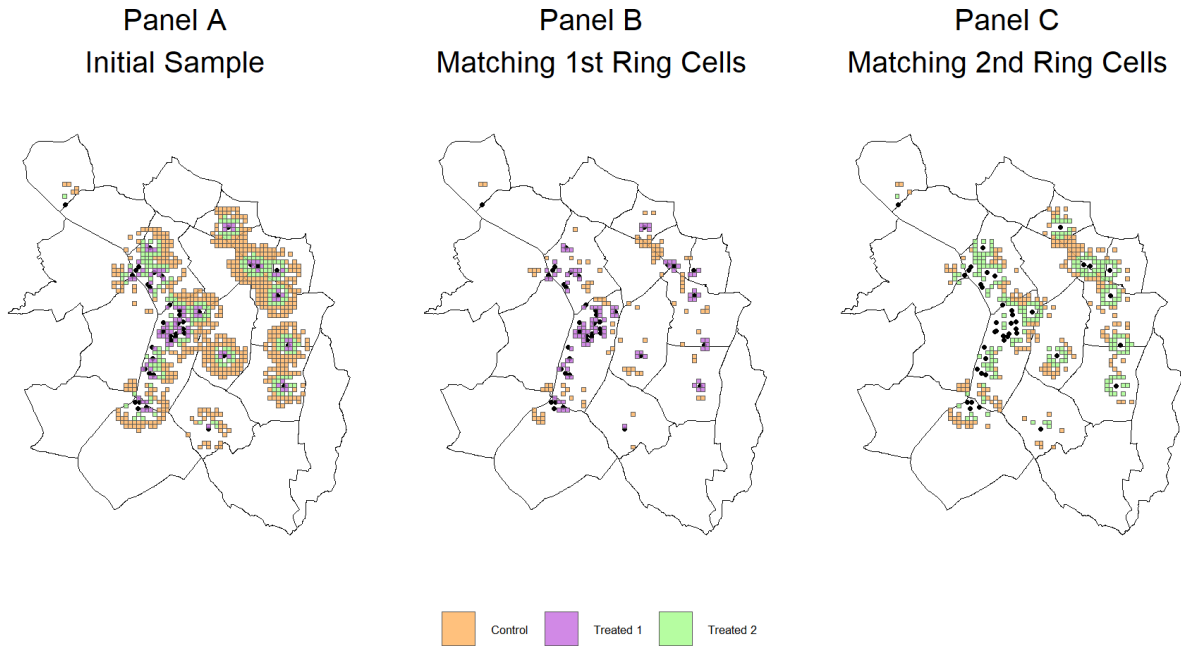 Panel A
Initial Sample
Panel B
Matching 1st Ring Cells
Panel C
Matching 2nd Ring Cells
Control
Treated 1
Treated 2